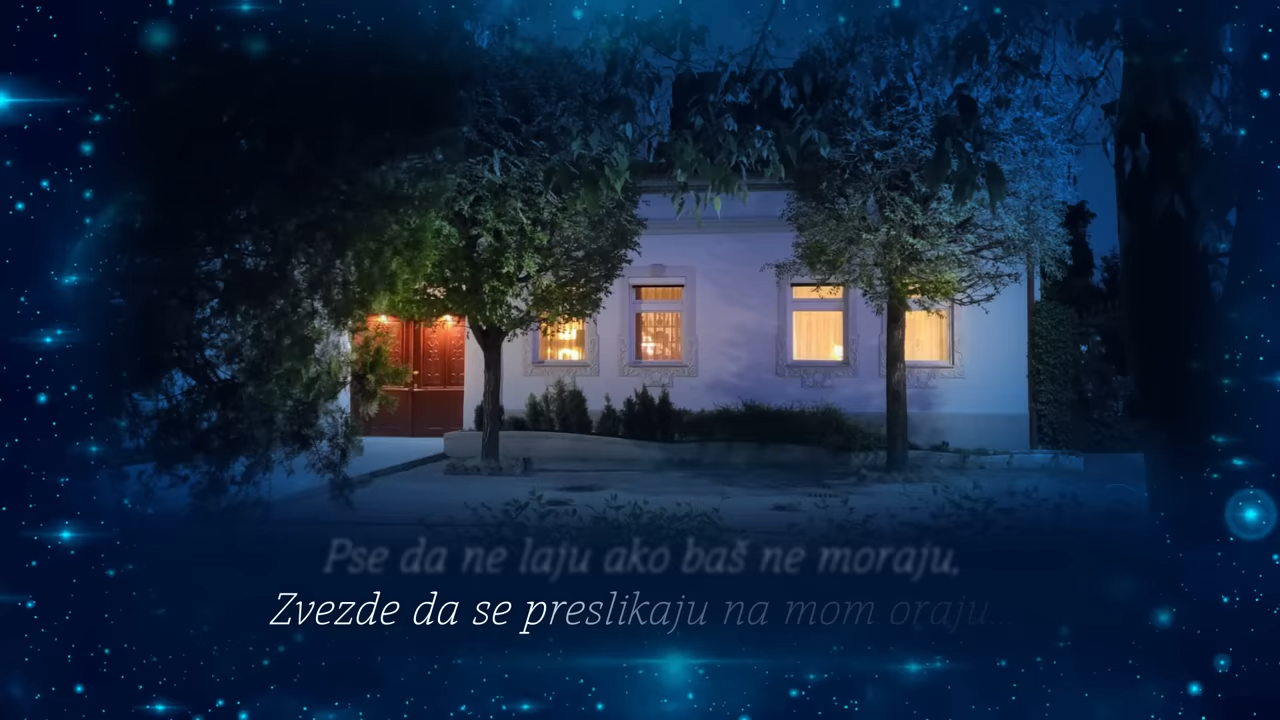 Pse da ne laju ako baš ne moraju,
Zvezde da se preslikaju na mom oraju...